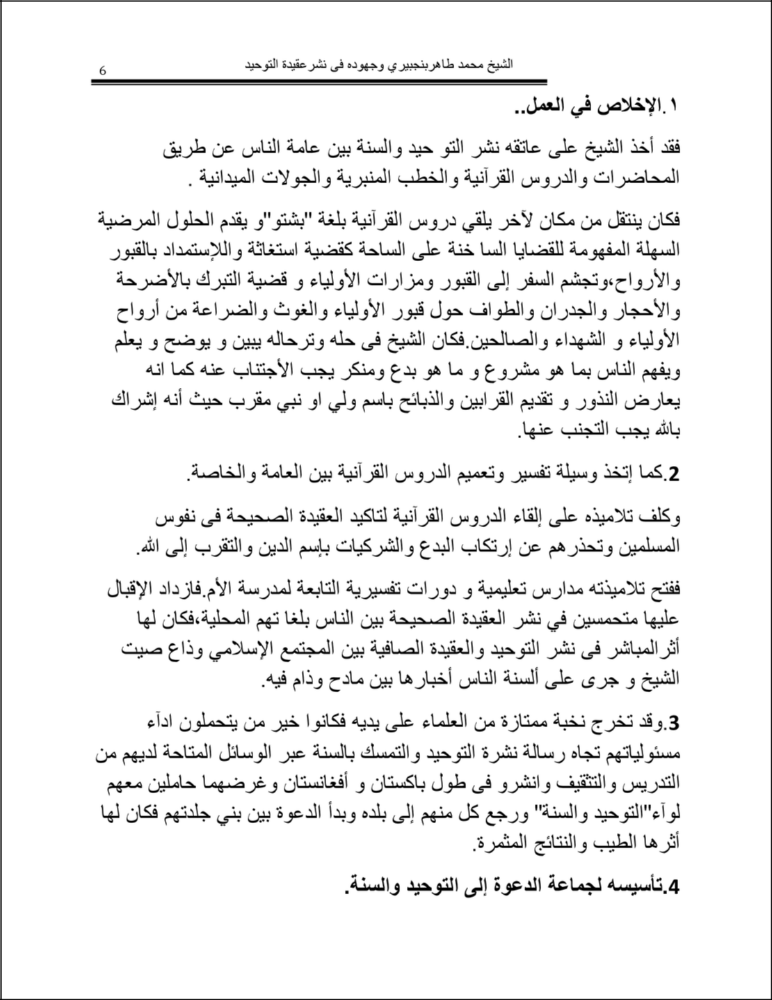 الشيخ محمد طاهربنجبيري وجهوده فى نشرعقيدة التوحيد
6
١.الإخلاص في العمل..
فقد أخذ الشيخ على عاتقه نشر التو حيد والسنة بين عامة الناس عن طريق
المحاضرات والدروس القرآنية والخطب المنبرية والجولات الميدانية .
فكان ينتقل من مكان لآخر يلقي دروس القرآنية بلغة "بشتو"و يقدم الحلول المرضية
السهلة المفهومة للقضايا السا خنة على الساحة كقضية استغاثة واللإستمداد بالقبور
والأرواح،وتجشم السفر إلى القبور ومزارات الأولياء و قضية التبرك بالأضرحة
والأحجار والجدران والطواف حول قبور الأولياء والغوث والضراعة من أرواح
الأولياء و الشهداء والصالحين.فكان الشيخ فى حله وترحاله يبين و يوضح و يعلم
ويفهم الناس بما هو مشروع و ما هو بدع ومنكر يجب الأجتناب عنه كما انه
يعارض النذور و تقديم القرابين والذبائح باسم ولي او نبي مقرب حيث أنه إشراك
بالله يجب التجنب عنها.
2.كما إتخذ وسيلة تفسير وتعميم الدروس القرآنية بين العامة والخاصة.
وكلف تلاميذه على إلقاء الدروس القرآنية لتاكيد العقيدة الصحيحة فى نفوس
المسلمين وتحذرهم عن إرتكاب البدع والشركيات بإسم الدين والتقرب إلى الله.
ففتح تلاميذته مدارس تعليمية و دورات تفسيرية التابعة لمدرسة الأم.فازداد الإقبال
عليها متحمسين في نشر العقيدة الصحيحة بين الناس بلغا تهم المحلية،فكان لها
أثرالمباشر فى نشر التوحيد والعقيدة الصافية بين المجتمع الإسلامي وذاع صيت
الشيخ و جرى على ألسنة الناس أخبارها بين مادح وذام فيه.
3.وقد تخرج نخبة ممتازة من العلماء على يديه فكانوا خير من يتحملون ادآء
مسئولياتهم تجاه رسالة نشرة التوحيد والتمسك بالسنة عبر الوسائل المتاحة لديهم من
التدريس والتثقيف وانشرو فى طول باكستان و أفغانستان وغرضهما حاملين معهم
لوآء"التوحيد والسنة" ورجع كل منهم إلى بلده وبدأ الدعوة بين بني جلدتهم فكان لها
أثرها الطيب والنتائج المثمرة.
4.تأسيسه لجماعة الدعوة إلى التوحيد والسنة.